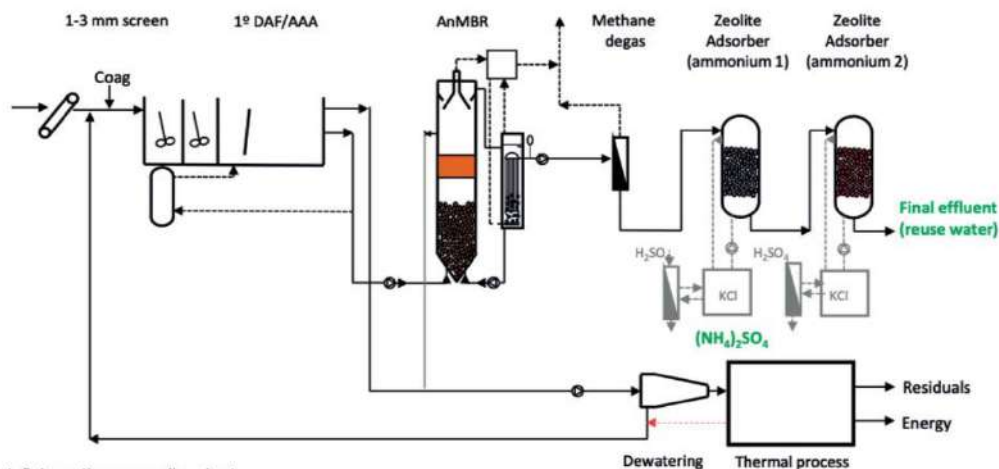 1-3 mm screen
1º DAF/AAA
AnMBR
Methane
degas
Zeolite
Adsorber
(ammonium 1)
Zeolite
Adsorber
(ammonium 2)
Coag
Final effluent
(reuse water)
H₂SO₄
KCl
H₂SO₄
KCl
(NH₄)₂SO₄
Residuals
Energy
Dewatering
Thermal process